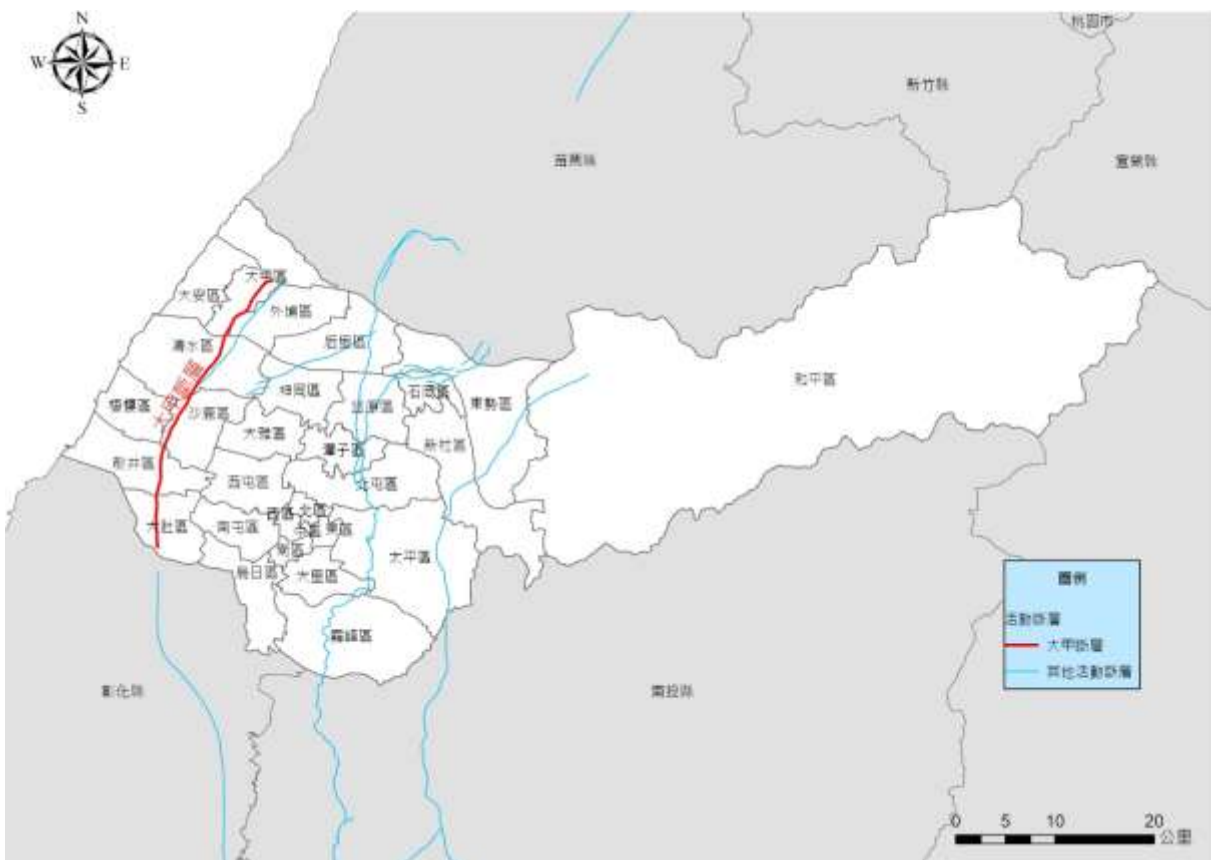 N
W E
S
桃園市
新竹縣
苗栗縣
宜蘭縣
大甲區
大安區
外埔區
清水區
后里區
和平區
神岡區
石岡區
梧棲區
大甲斷層
沙鹿區
豐原區
東勢區
大雅區
新社區
潭子區
龍井區
西屯區
北屯區
西區
北區
大肚區
南屯區
中區
東區
太平區
南區
烏日區
大里區
霧峰區
彰化縣
南投縣
圖例
活動斷層
大甲斷層
其他活動斷層
0 5 10 20
公里